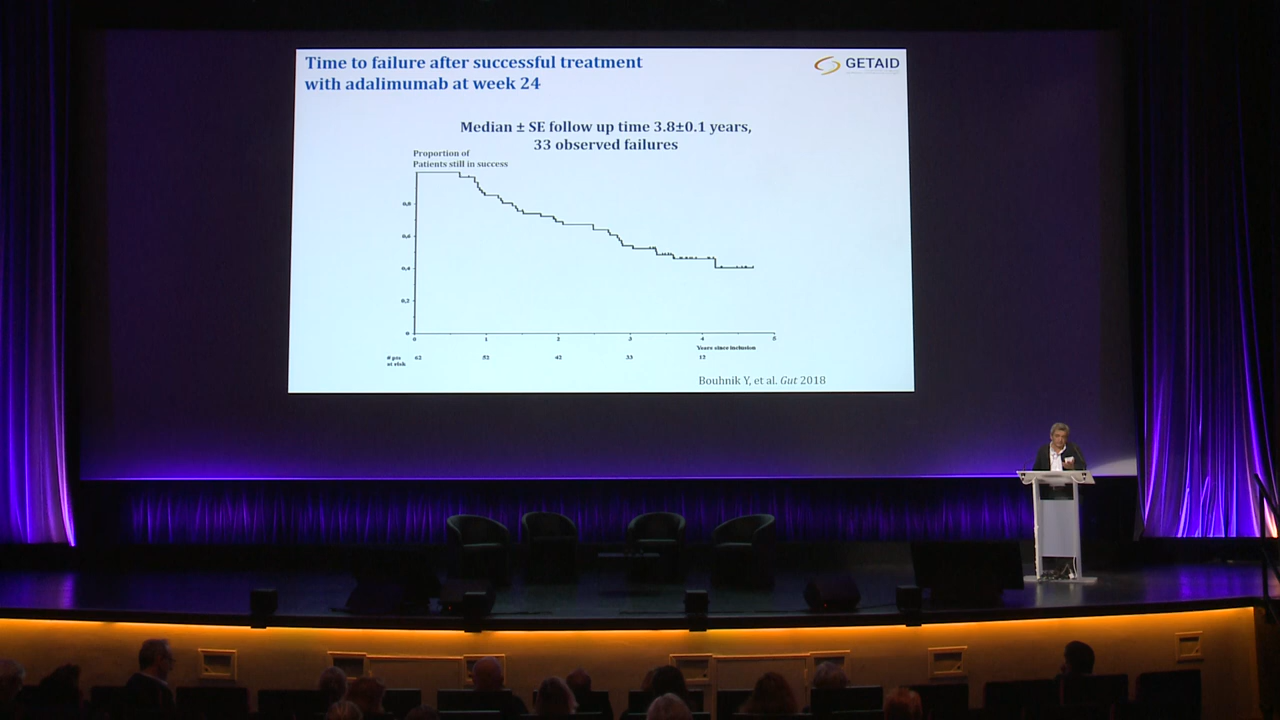 Time to failure after successful treatment
with adalimumab at week 24
GETAID
Median ± SE follow up time 3.8±0.1 years,
33 observed failures
Proportion of
Patients still in success
0,8
0,6
0,4
0,2
0
0 1 2 3 4 5
Years since inclusion
# pts
at risk
62 52 42 33 12
Bouhnik Y, et al. Gut 2018